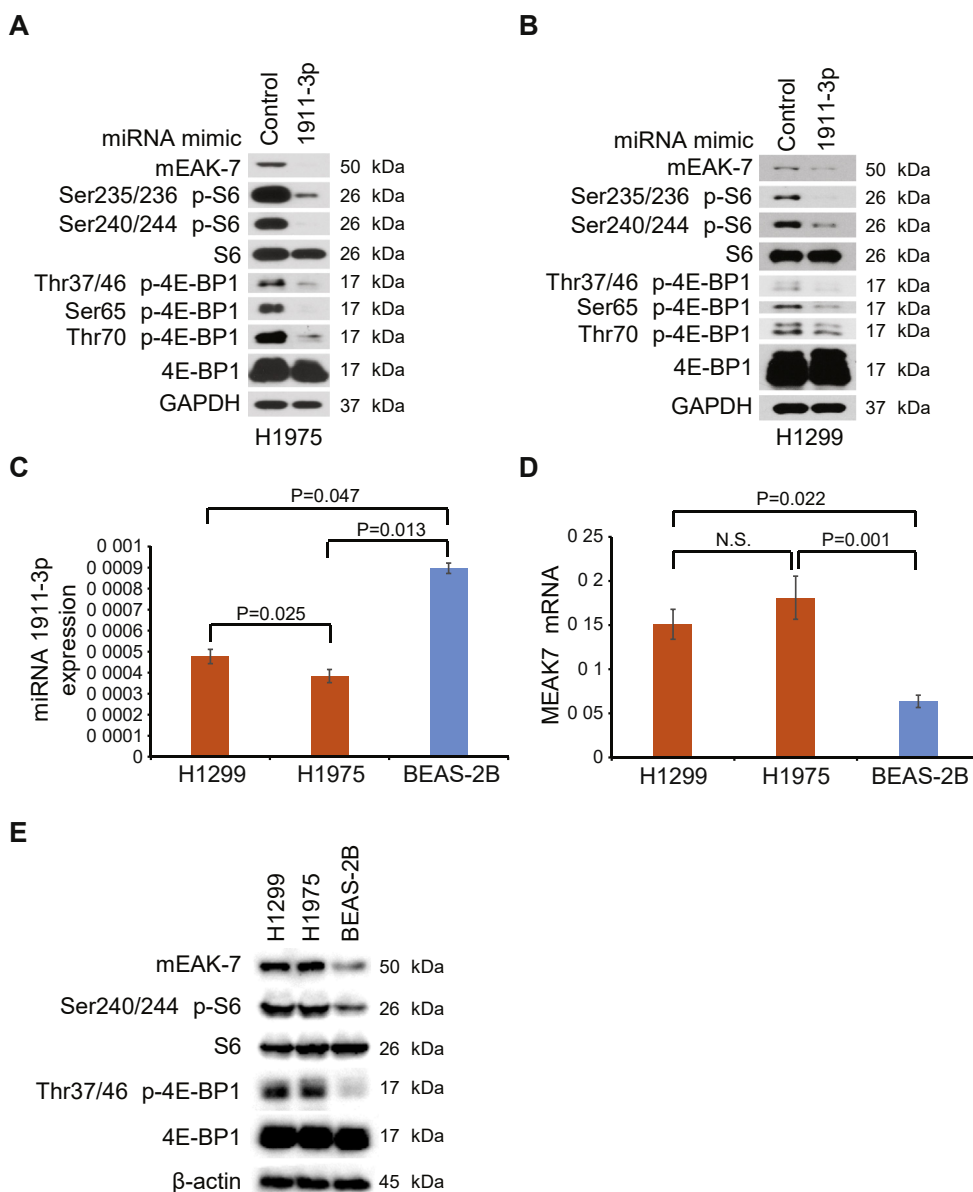 A
miRNA mimic Control 1911-3p
mEAK-7 50 kDa
Ser235/236 p-S6 26 kDa
Ser240/244 p-S6 26 kDa
S6 26 kDa
Thr37/46 p-4E-BP1 17 kDa
Ser65 p-4E-BP1 17 kDa
Thr70 p-4E-BP1 17 kDa
4E-BP1 17 kDa
GAPDH 37 kDa
H1975
B
miRNA mimic Control 1911-3p
mEAK-7 50 kDa
Ser235/236 p-S6 26 kDa
Ser240/244 p-S6 26 kDa
S6 26 kDa
Thr37/46 p-4E-BP1 17 kDa
Ser65 p-4E-BP1 17 kDa
Thr70 p-4E-BP1 17 kDa
4E-BP1 17 kDa
GAPDH 37 kDa
H1299
C
miRNA 1911-3p
expression
P=0.047
P=0.013
P=0.025
0 001
0 0009
0 0008
0 0007
0 0006
0 0005
0 0004
0 0003
0 0002
0 0001
0
H1299 H1975 BEAS-2B
D
MEAK7 mRNA
P=0.022
N.S. P=0.001
0 25
0 2
0 15
0 1
0 05
0
H1299 H1975 BEAS-2B
E
H1299 H1975 BEAS-2B
mEAK-7 50 kDa
Ser240/244 p-S6 26 kDa
S6 26 kDa
Thr37/46 p-4E-BP1 17 kDa
4E-BP1 17 kDa
β-actin 45 kDa